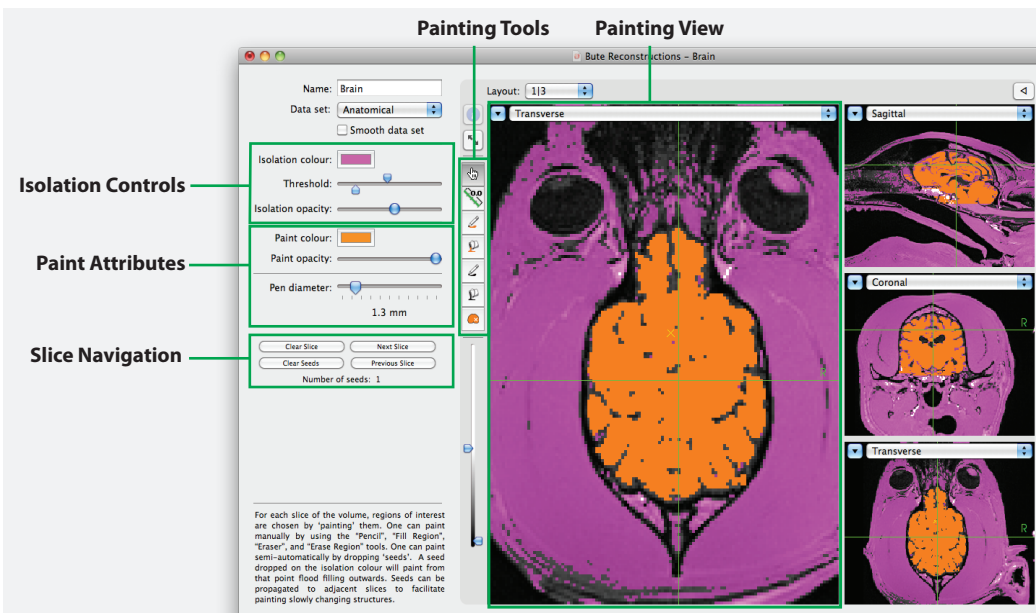 Painting Tools
Painting View
Bute Reconstructions – Brain
Name: Brain
Data set: Anatomical
Smooth data set
Layout: 1|3
Transverse
Sagittal
Isolation Controls
Isolation colour:
Threshold:
Isolation opacity:
Paint Attributes
Paint colour:
Paint opacity:
Pen diameter:
1.3 mm
Coronal
R
Slice Navigation
Clear Slice
Next Slice
Clear Seeds
Previous Slice
Number of seeds: 1
R
Transverse
R
For each slice of the volume, regions of interest
are chosen by ‘painting’ them. One can paint
manually by using the “Pencil”, “Fill Region”,
“Eraser”, and “Erase Region” tools. One can paint
semi-automatically by dropping ‘seeds’. A seed
dropped on the isolation colour will paint from
that point flood filling outwards. Seeds can be
propagated to adjacent slices to facilitate
painting slowly changing structures.